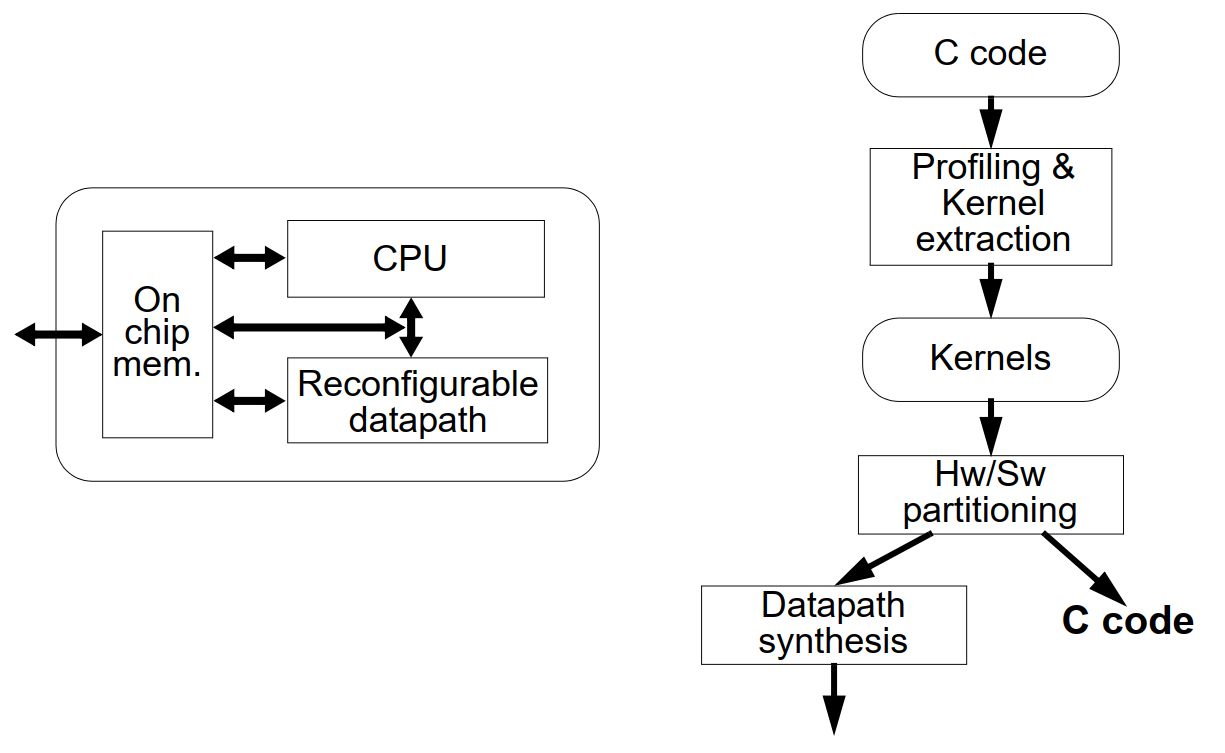 On
chip
mem.
CPU
Reconfigurable
datapath
C code
Profiling &
Kernel
extraction
Kernels
Hw/Sw
partitioning
Datapath
synthesis
C code